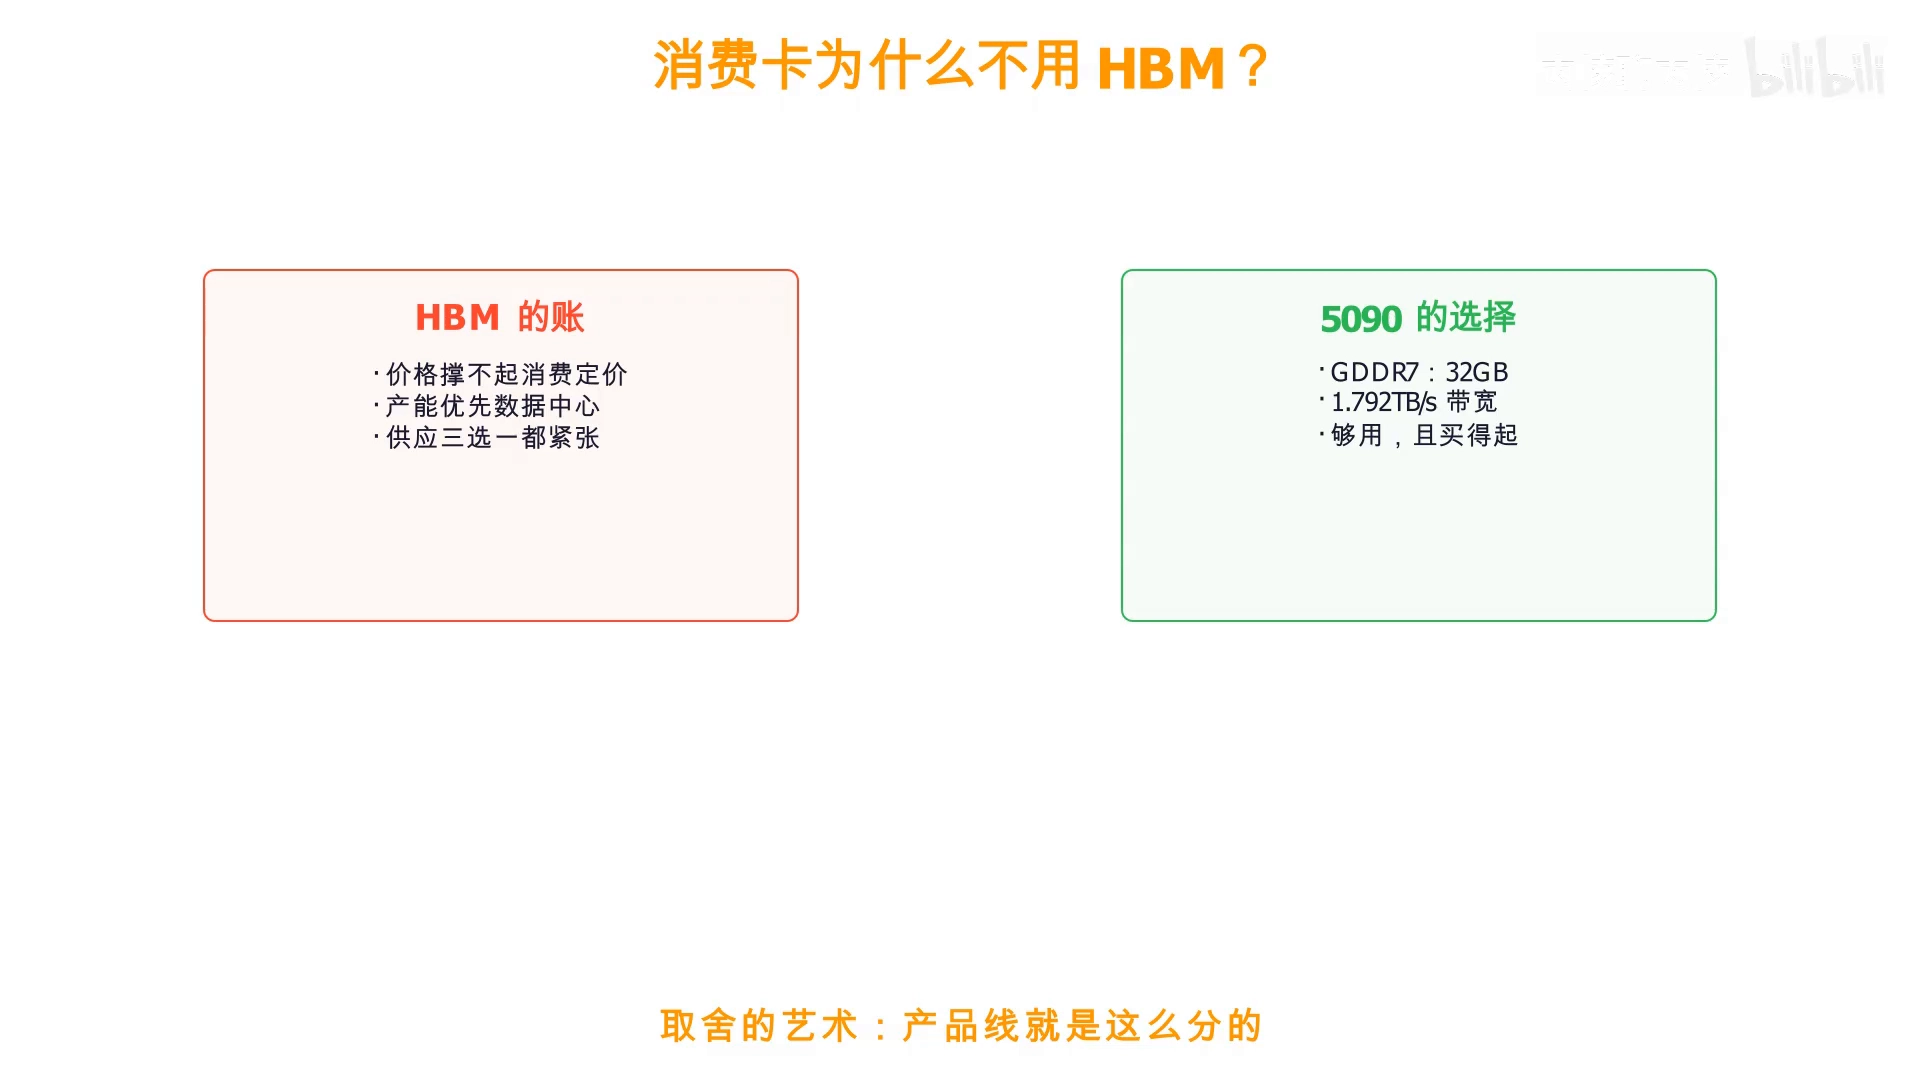 消费卡为什么不用 HBM？
bilibili
HBM 的账
·价格撑不起消费定价
·产能优先数据中心
·供应三选一都紧张
5090 的选择
·GDDR7：32GB
·1.792TB/s 带宽
·够用，且买得起
取舍的艺术：产品线就是这么分的